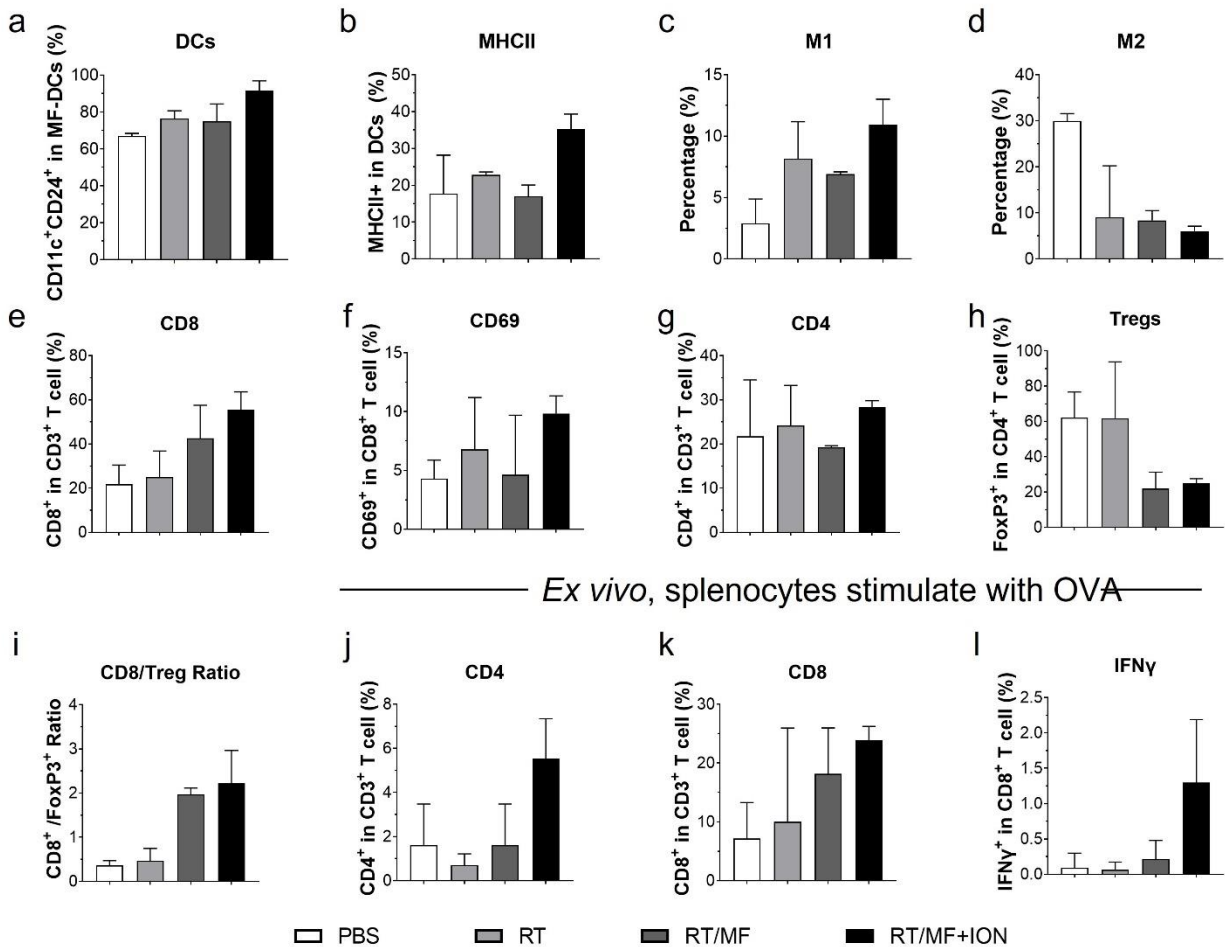 a
DCs
CD11c⁺CD24⁺ in MF-DCs (%)
100
80
60
40
20
0
b
MHCII
MHCII+ in DCs (%)
50
40
30
20
10
0
c
M1
Percentage (%)
15
10
5
0
d
M2
Percentage (%)
40
30
20
10
0
e
CD8
CD8⁺ in CD3⁺ T cell (%)
80
60
40
20
0
f
CD69
CD69⁺ in CD8⁺ T cell (%)
15
10
5
0
g
CD4
CD4⁺ in CD3⁺ T cell (%)
40
30
20
10
0
h
Tregs
FoxP3⁺ in CD4⁺ T cell (%)
100
80
60
40
20
0
Ex vivo, splenocytes stimulate with OVA
i
CD8/Treg Ratio
CD8⁺/FoxP3⁺ Ratio
4
3
2
1
0
j
CD4
CD4⁺ in CD3⁺ T cell (%)
8
6
4
2
0
k
CD8
CD8⁺ in CD3⁺ T cell (%)
30
20
10
0
l
IFNγ
IFNγ⁺ in CD8⁺ T cell (%)
2.5
2.0
1.5
1.0
0.5
0.0
PBS
RT
RT/MF
RT/MF+ION